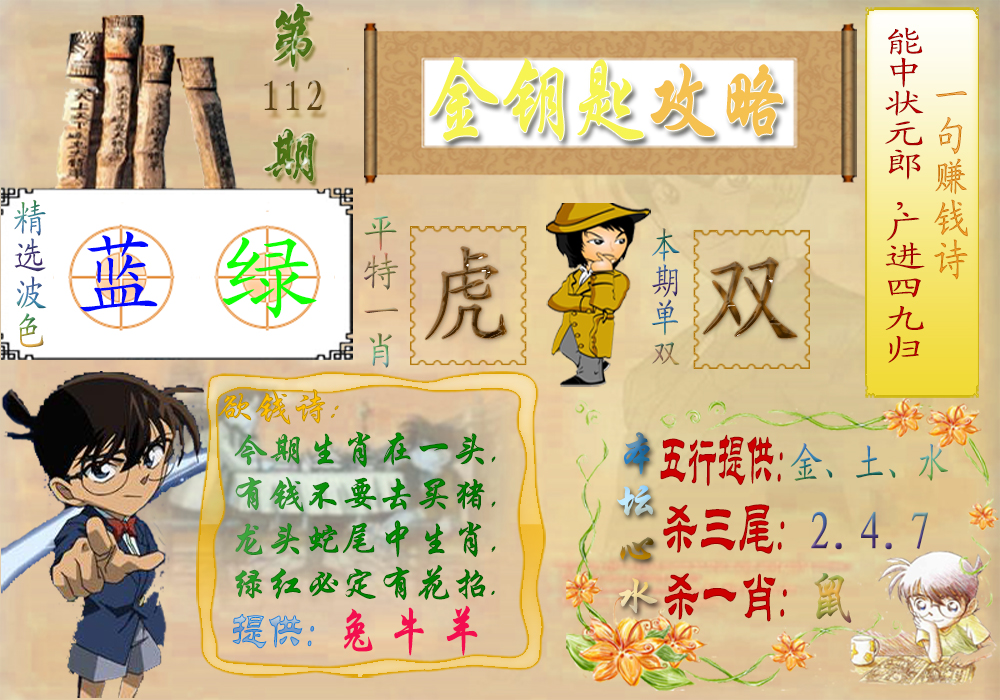 第
112
期
金钥匙攻略
一句赚钱诗
能中状元郎，广进四九归
精选波色
蓝 绿
平特一肖
虎
本期单双
双
欲钱诗:
今期生肖在一头,
有钱不要去买猪,
龙头蛇尾中生肖,
绿红必定有花招,
提供: 兔 牛 羊
本坛心水
五行提供:金、土、水
杀三尾: 2.4.7
杀一肖: 鼠